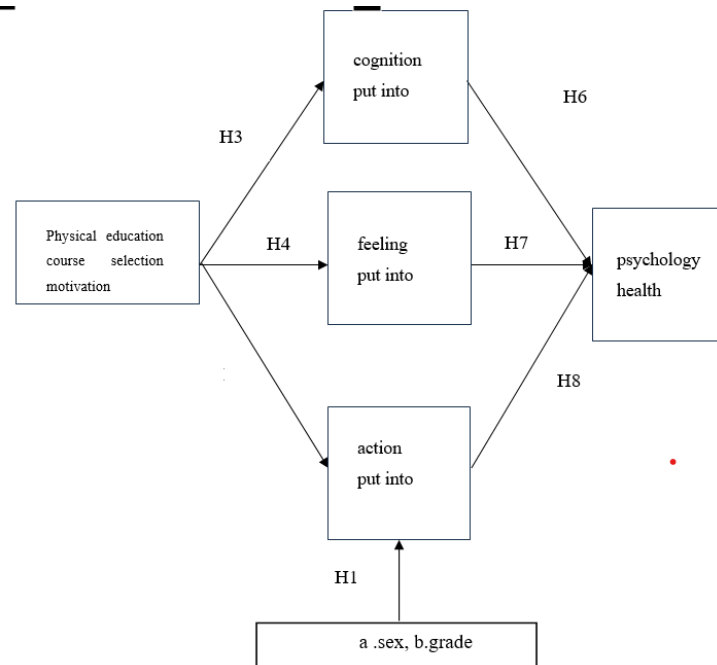 cognition
put into
H6
H3
Physical education
course selection
motivation
H4
feeling
put into
H7
psychology
health
H8
action
put into
H1
a .sex, b.grade